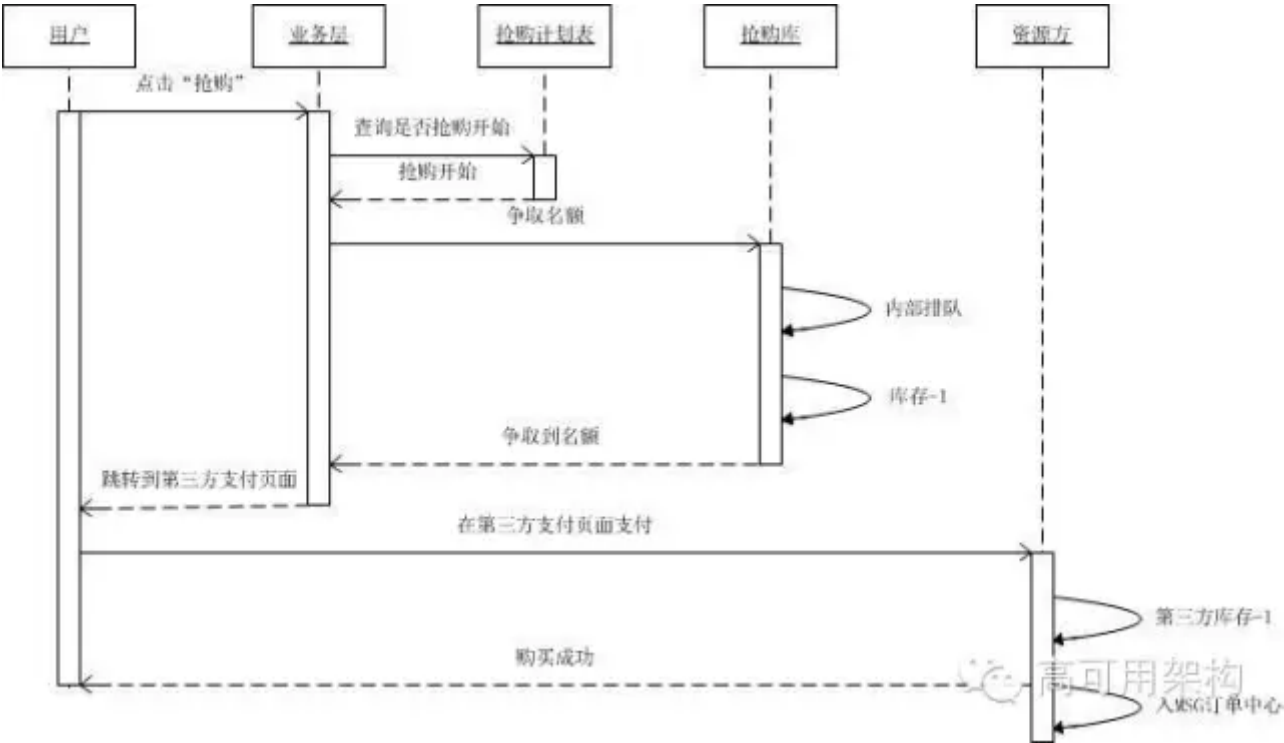 用户
业务层
抢购计划表
抢购库
资源方
点击“抢购”
查询是否抢购开始
抢购开始
争取名额
内部排队
库存-1
争取到名额
跳转到第三方支付页面
在第三方支付页面支付
第三方库存-1
购买成功
高可用架构
入MSG订单中心